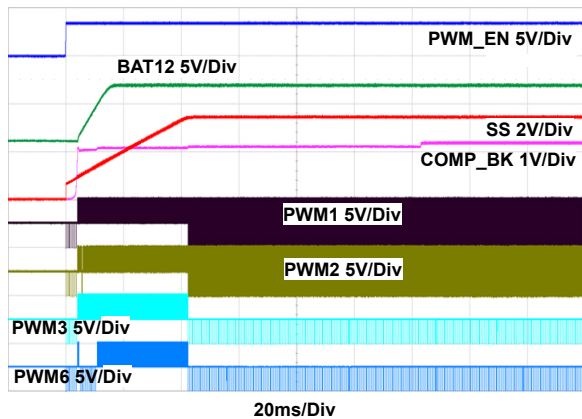 PWM_EN 5V/Div
BAT12 5V/Div
SS 2V/Div
COMP_BK 1V/Div
PWM1 5V/Div
PWM2 5V/Div
PWM3 5V/Div
PWM6 5V/Div
20ms/Div